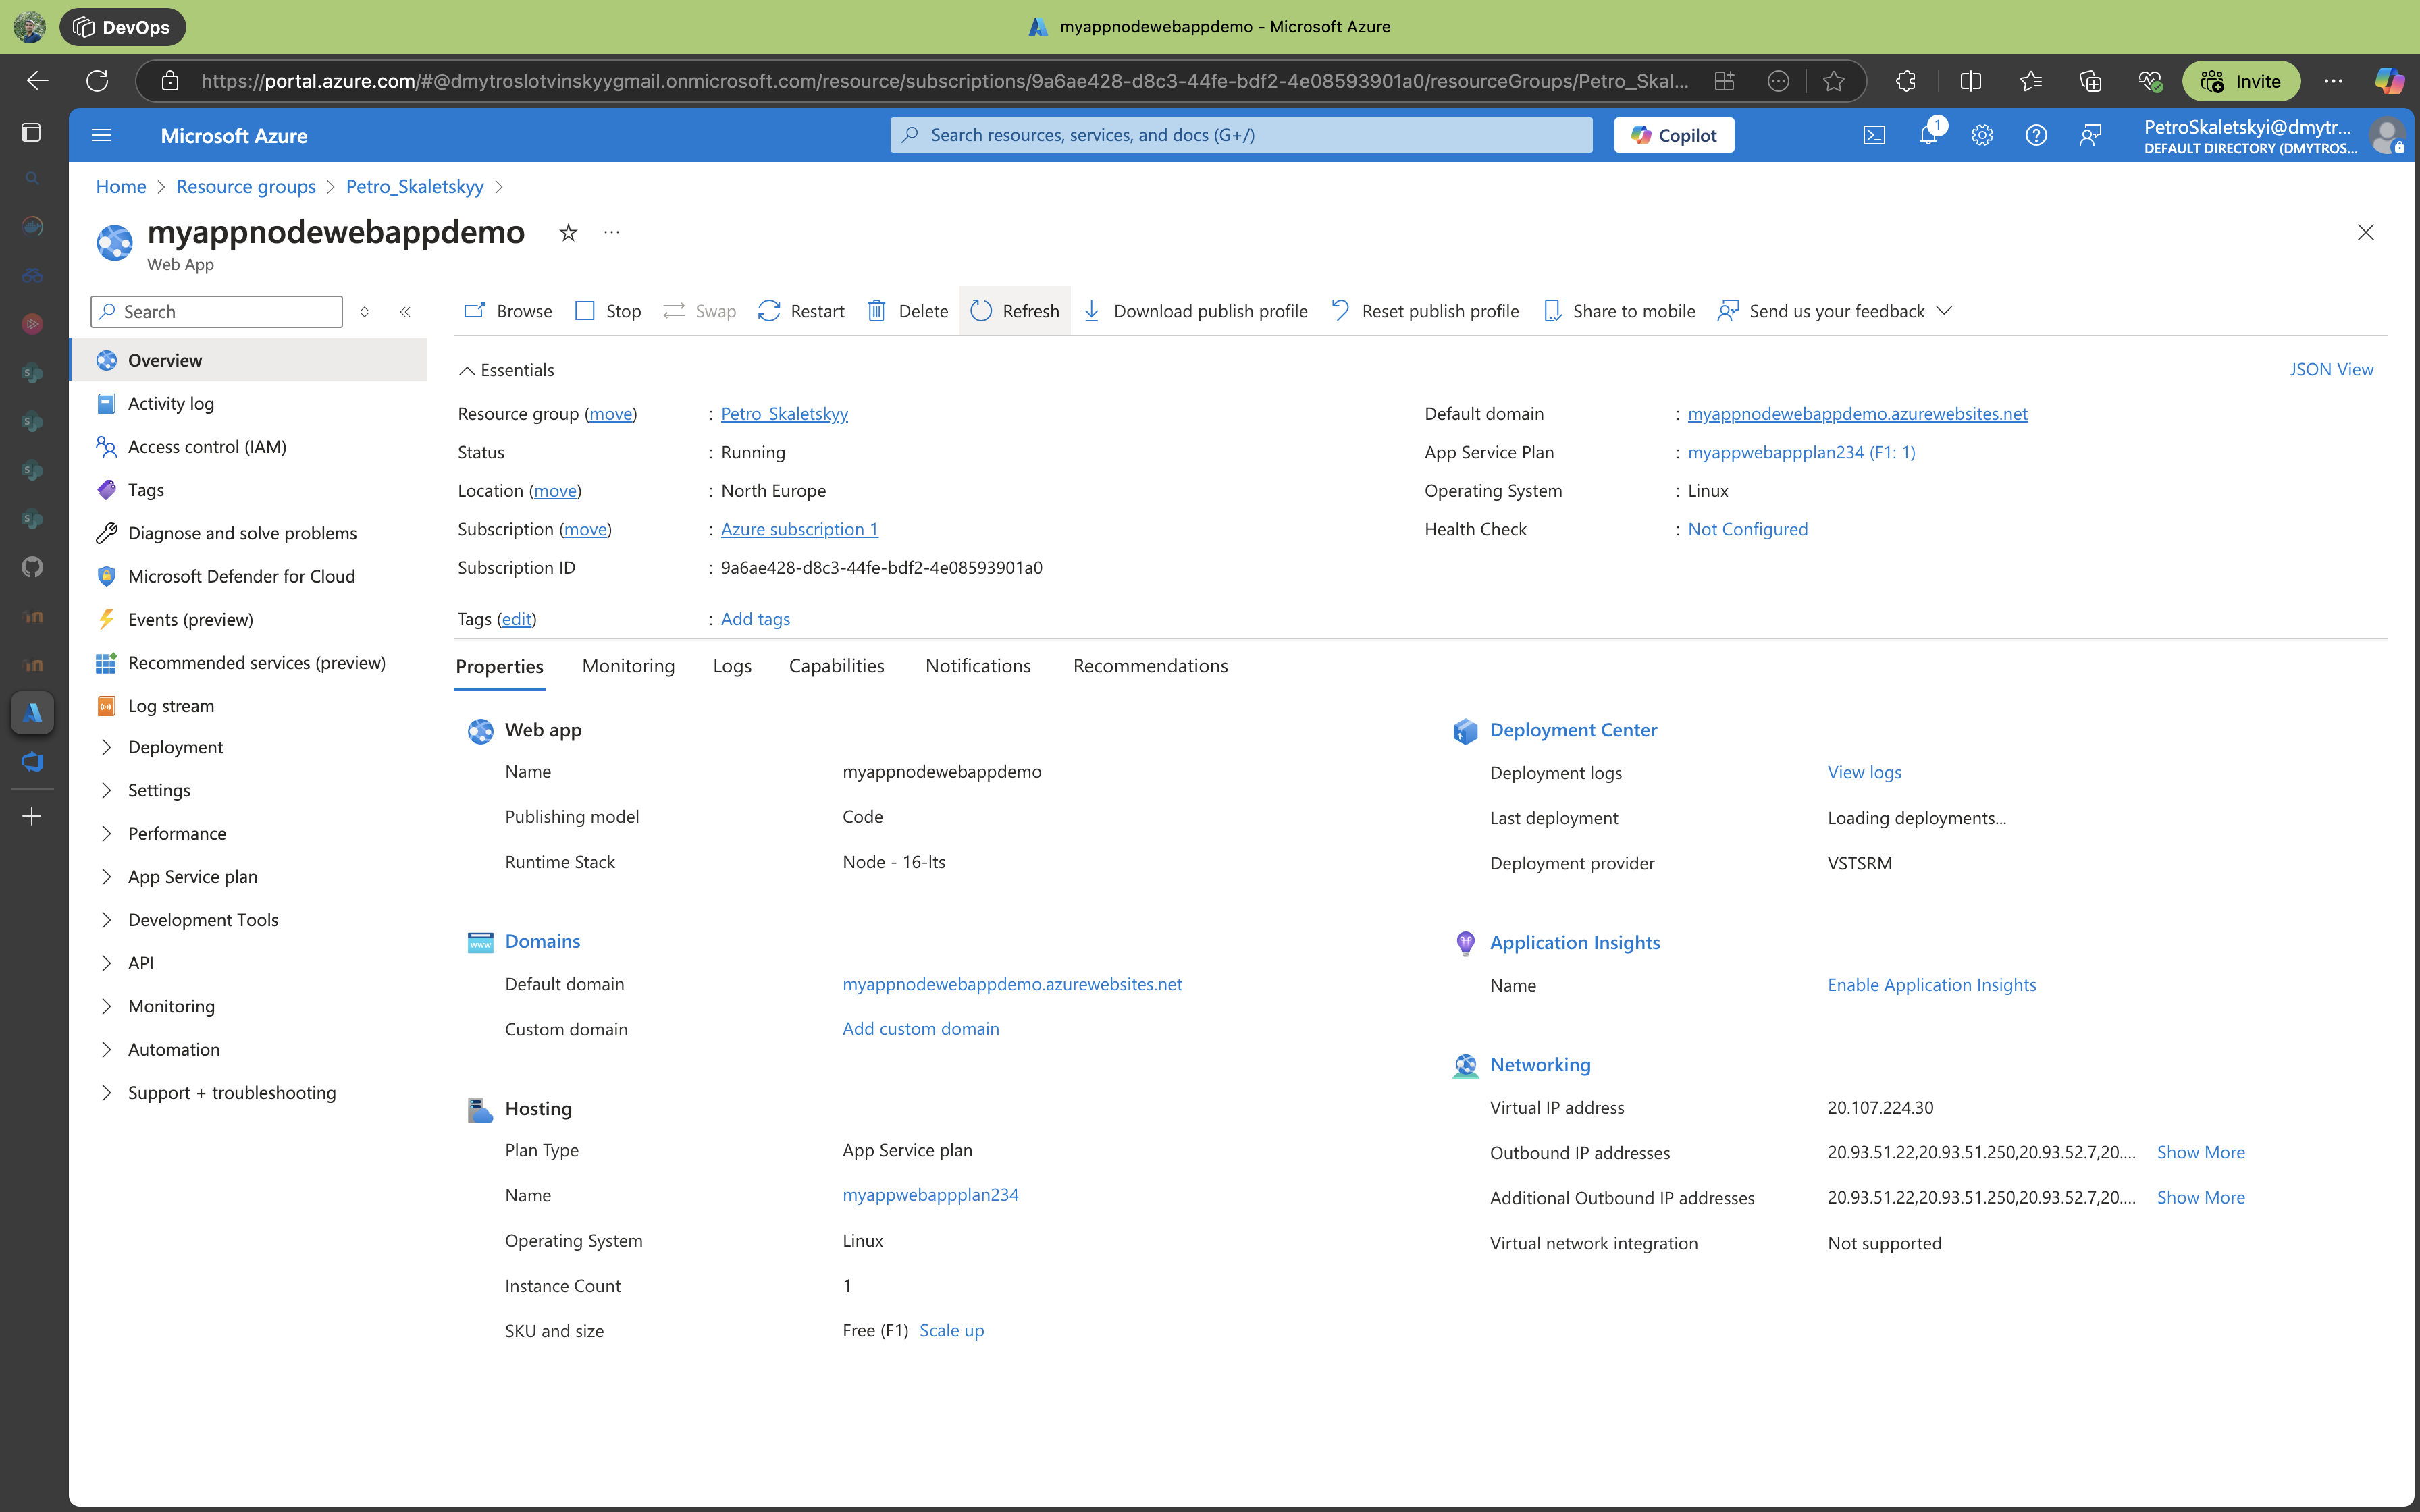 DevOps
myappnodewebappdemo - Microsoft Azure
https://portal.azure.com/#@dmytroslotvinskyygmail.onmicrosoft.com/resource/subscriptions/9a6ae428-d8c3-44fe-bdf2-4e08593901a0/resourceGroups/Petro_Skal...
Invite
Microsoft Azure
Search resources, services, and docs (G+/)
Copilot
1
PetroSkaletskyi@dmytr...
DEFAULT DIRECTORY (DMYTROS...
Home > Resource groups > Petro_Skaletskyy >
myappnodewebappdemo
Web App
Search
Browse Stop Swap Restart Delete Refresh Download publish profile Reset publish profile Share to mobile Send us your feedback
Overview
Activity log
Access control (IAM)
Tags
Diagnose and solve problems
Microsoft Defender for Cloud
Events (preview)
Recommended services (preview)
Log stream
Deployment
Settings
Performance
App Service plan
Development Tools
API
Monitoring
Automation
Support + troubleshooting
Essentials
JSON View
Resource group (move) : Petro_Skaletskyy
Status : Running
Location (move) : North Europe
Subscription (move) : Azure subscription 1
Subscription ID : 9a6ae428-d8c3-44fe-bdf2-4e08593901a0
Tags (edit) : Add tags
Default domain : myappnodewebappdemo.azurewebsites.net
App Service Plan : myappwebappplan234 (F1: 1)
Operating System : Linux
Health Check : Not Configured
Properties Monitoring Logs Capabilities Notifications Recommendations
Web app
Name myappnodewebappdemo
Publishing model Code
Runtime Stack Node - 16-lts
www
Domains
Default domain myappnodewebappdemo.azurewebsites.net
Custom domain Add custom domain
Hosting
Plan Type App Service plan
Name myappwebappplan234
Operating System Linux
Instance Count 1
SKU and size Free (F1) Scale up
Deployment Center
Deployment logs View logs
Last deployment Loading deployments...
Deployment provider VSTSRM
Application Insights
Name Enable Application Insights
Networking
Virtual IP address 20.107.224.30
Outbound IP addresses 20.93.51.22,20.93.51.250,20.93.52.7,20.... Show More
Additional Outbound IP addresses 20.93.51.22,20.93.51.250,20.93.52.7,20.... Show More
Virtual network integration Not supported